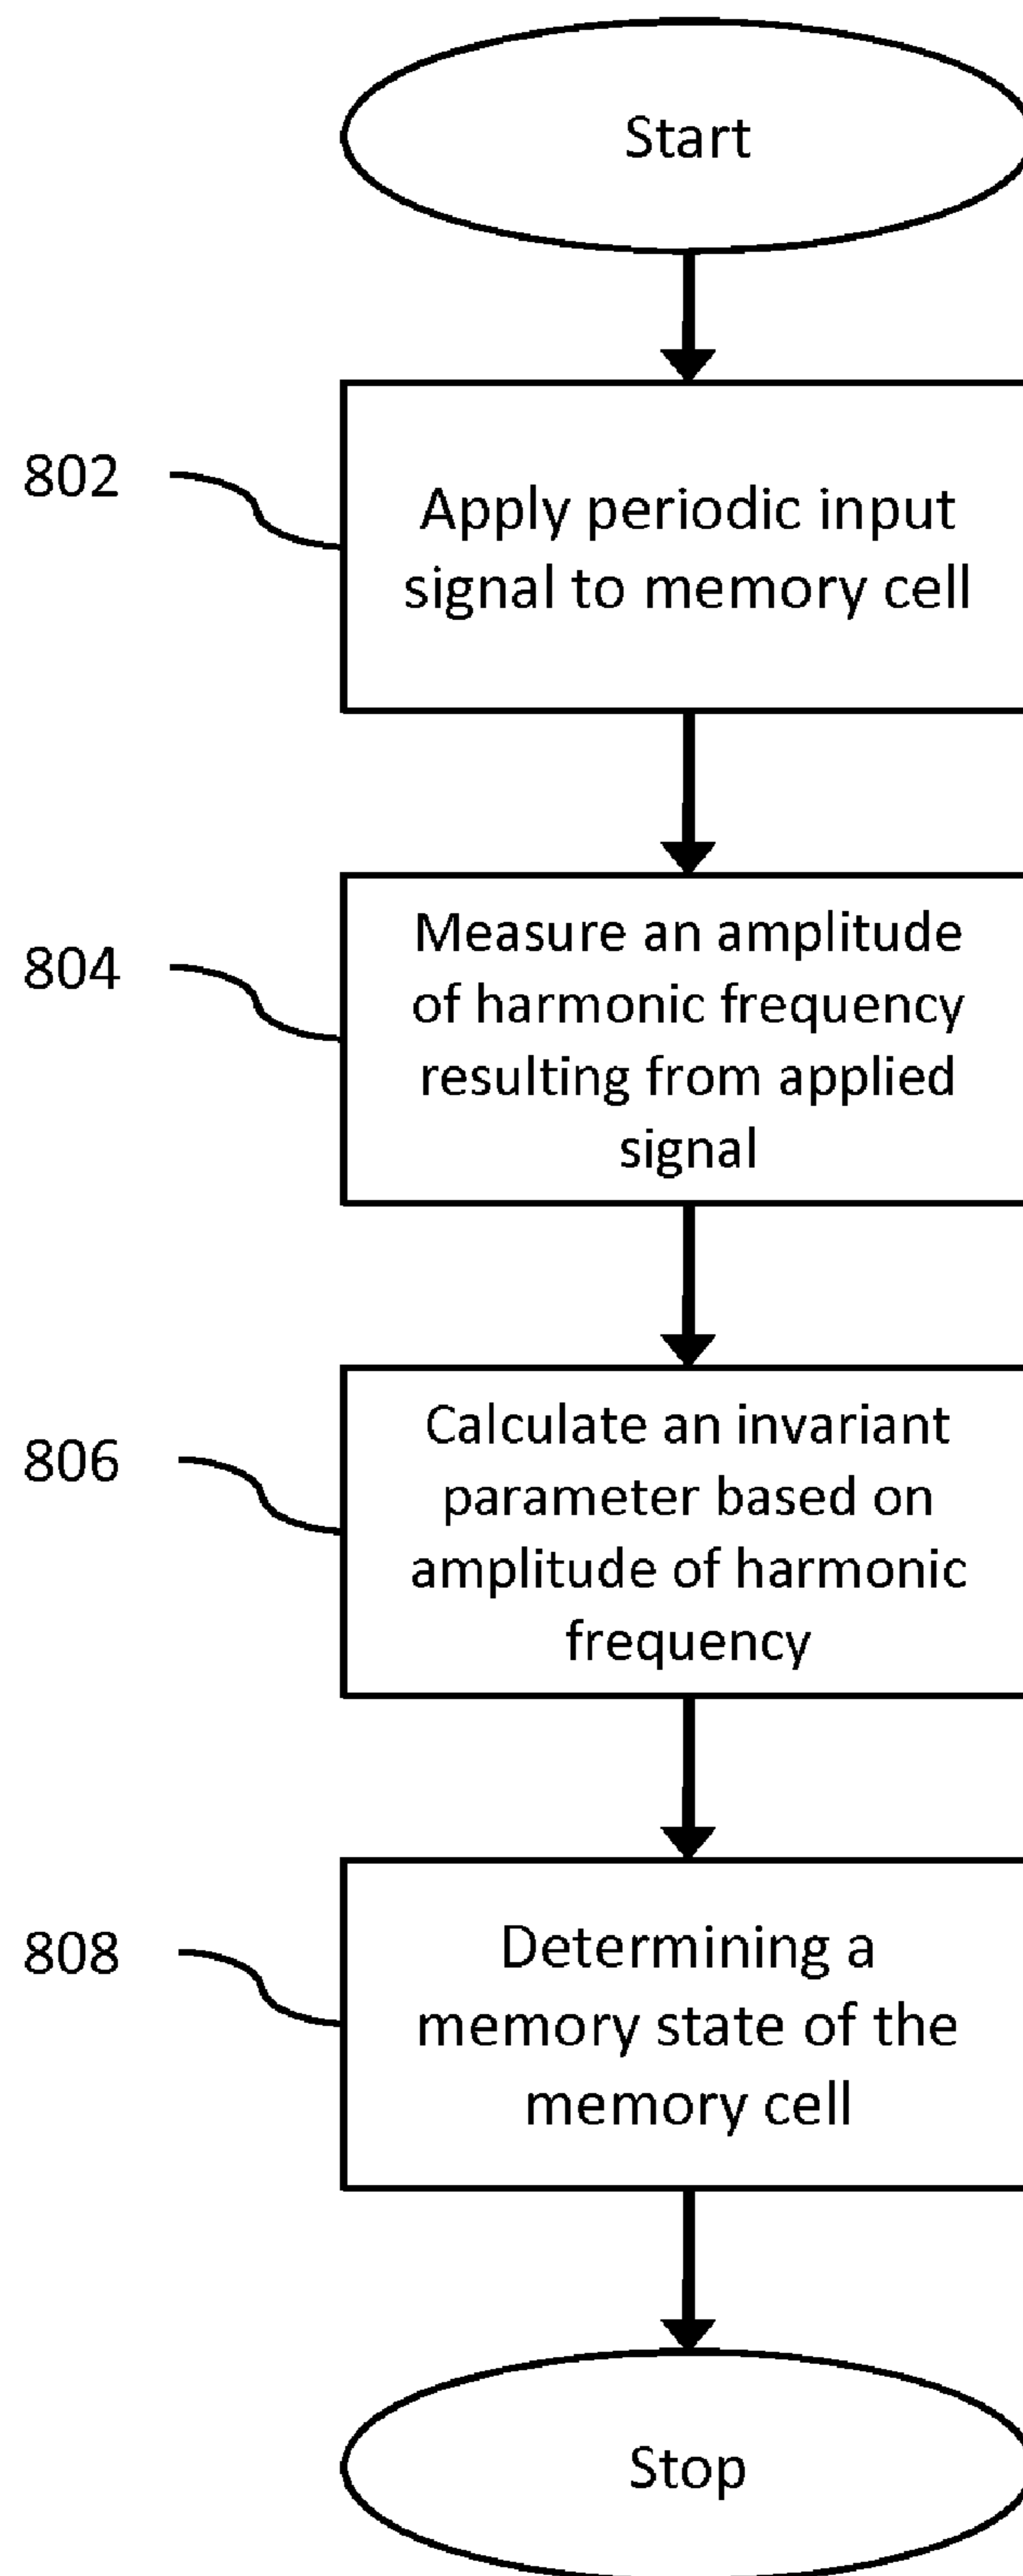 Start
802
Apply periodic input
signal to memory cell
804
Measure an amplitude
of harmonic frequency
resulting from applied
signal
806
Calculate an invariant
parameter based on
amplitude of harmonic
frequency
808
Determining a
memory state of the
memory cell
Stop